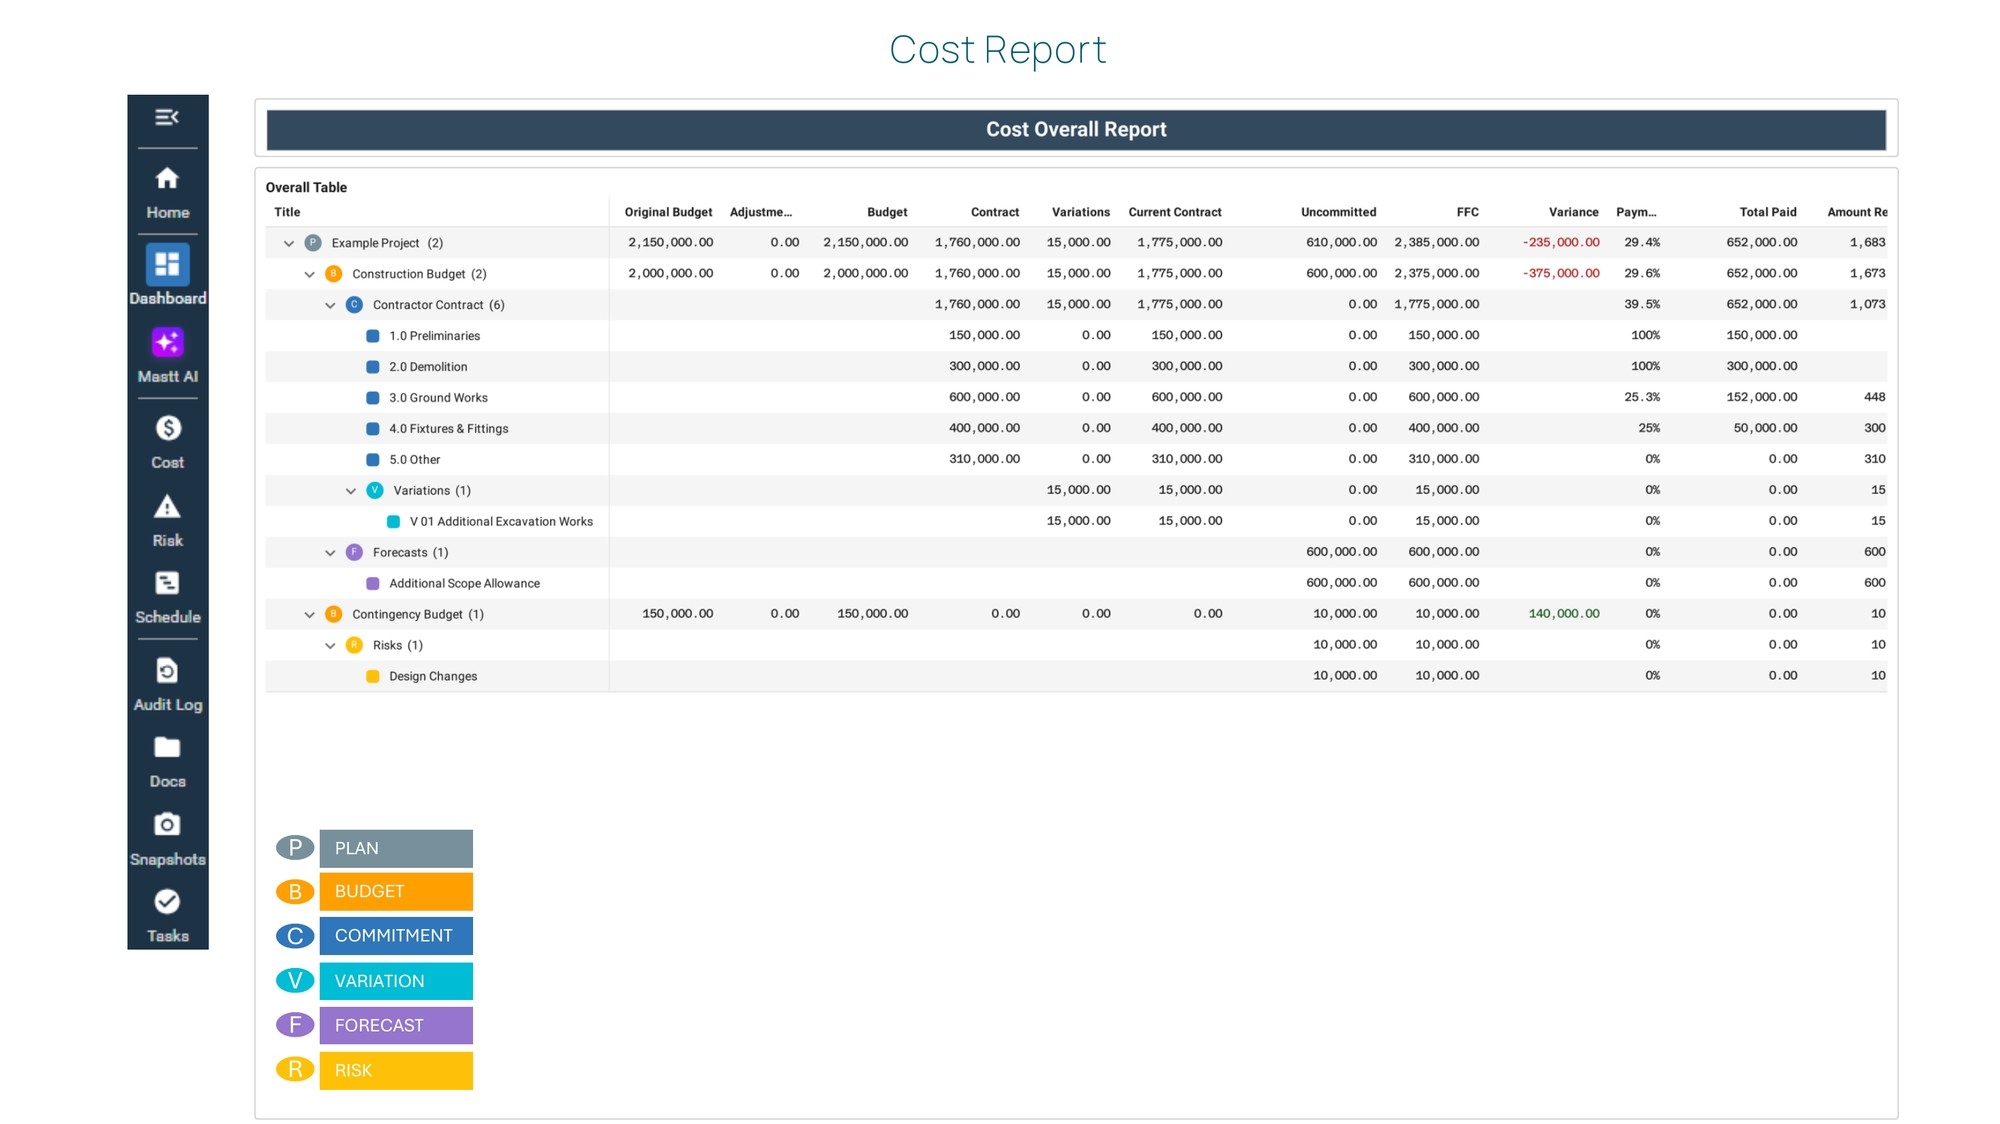 Cost Report
Home
Dashboard
Mastt AI
Cost
Risk
Schedule
Audit Log
Docs
Snapshots
Tasks
Cost Overall Report
Overall Table
Title Original Budget Adjustme... Budget Contract Variations Current Contract Uncommitted FFC Variance Paym... Total Paid Amount Re
P Example Project (2) 2,150,000.00 0.00 2,150,000.00 1,760,000.00 15,000.00 1,775,000.00 610,000.00 2,385,000.00 -235,000.00 29.4% 652,000.00 1,683
B Construction Budget (2) 2,000,000.00 0.00 2,000,000.00 1,760,000.00 15,000.00 1,775,000.00 600,000.00 2,375,000.00 -375,000.00 29.6% 652,000.00 1,673
C Contractor Contract (6) 1,760,000.00 15,000.00 1,775,000.00 0.00 1,775,000.00 39.5% 652,000.00 1,073
1.0 Preliminaries 150,000.00 0.00 150,000.00 0.00 150,000.00 100% 150,000.00
2.0 Demolition 300,000.00 0.00 300,000.00 0.00 300,000.00 100% 300,000.00
3.0 Ground Works 600,000.00 0.00 600,000.00 0.00 600,000.00 25.3% 152,000.00 448
4.0 Fixtures & Fittings 400,000.00 0.00 400,000.00 0.00 400,000.00 25% 50,000.00 300
5.0 Other 310,000.00 0.00 310,000.00 0.00 310,000.00 0% 0.00 310
V Variations (1) 15,000.00 15,000.00 0.00 15,000.00 0% 0.00 15
V 01 Additional Excavation Works 15,000.00 15,000.00 0.00 15,000.00 0% 0.00 15
F Forecasts (1) 600,000.00 600,000.00 0% 0.00 600
Additional Scope Allowance 600,000.00 600,000.00 0% 0.00 600
B Contingency Budget (1) 150,000.00 0.00 150,000.00 0.00 0.00 0.00 10,000.00 10,000.00 140,000.00 0% 0.00 10
R Risks (1) 10,000.00 10,000.00 0% 0.00 10
Design Changes 10,000.00 10,000.00 0% 0.00 10
P PLAN
B BUDGET
C COMMITMENT
V VARIATION
F FORECAST
R RISK